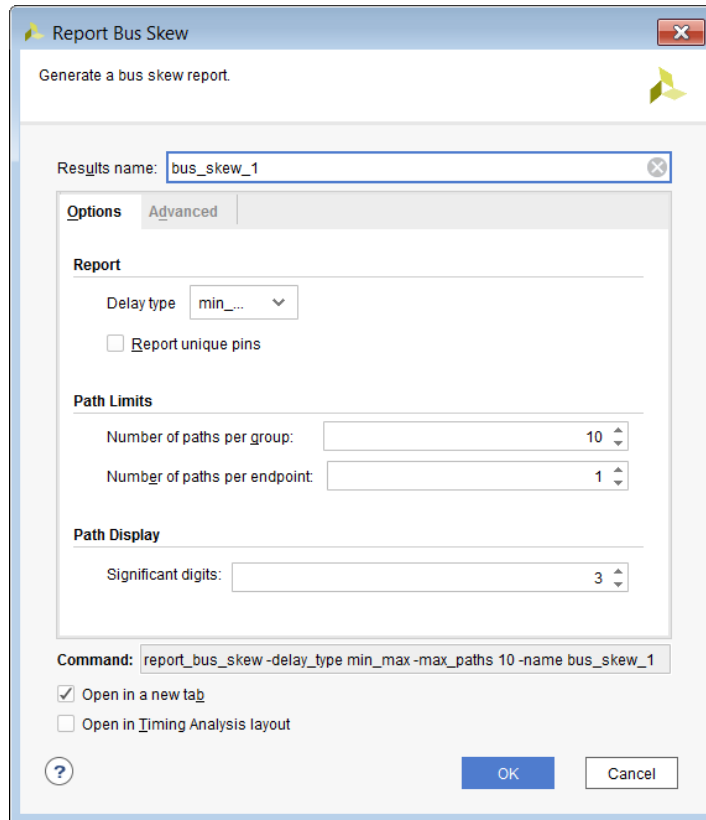 Report Bus Skew
Generate a bus skew report.
Results name: bus_skew_1
Options Advanced
Report
Delay type min_...
Report unique pins
Path Limits
Number of paths per group: 10
Number of paths per endpoint: 1
Path Display
Significant digits: 3
Command: report_bus_skew -delay_type min_max -max_paths 10 -name bus_skew_1
Open in a new tab
Open in Timing Analysis layout
? OK Cancel